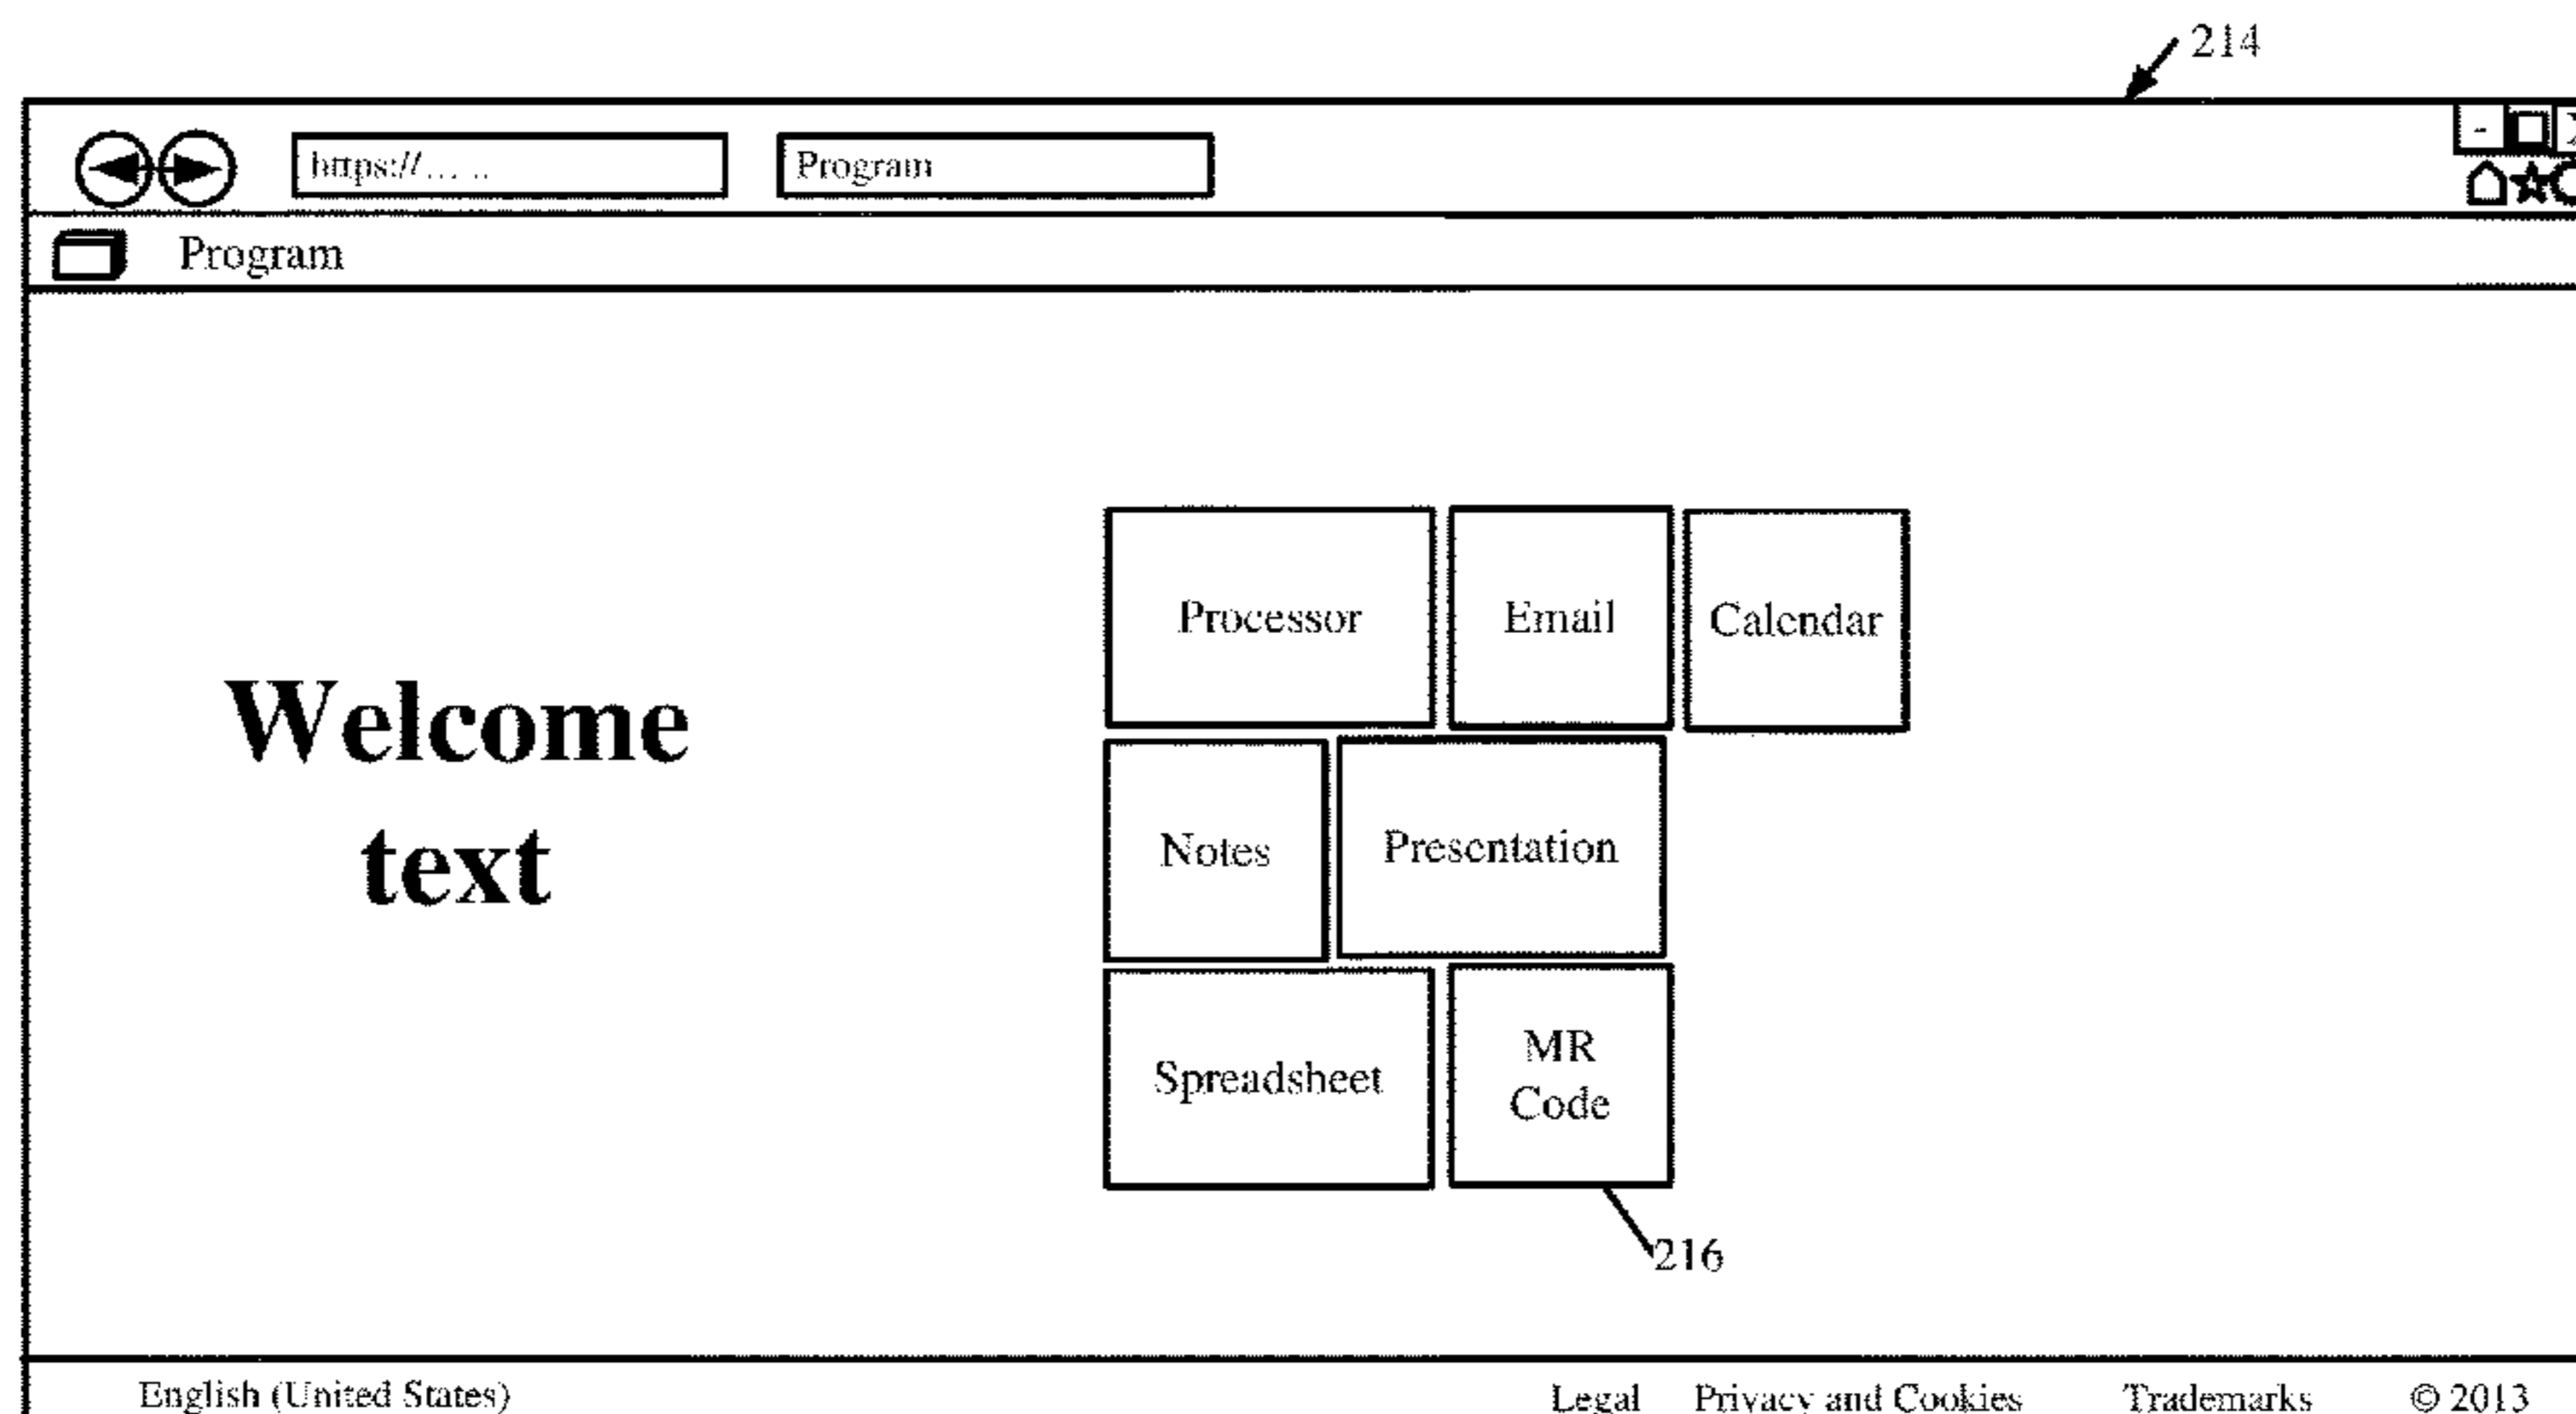 214
https://... ..
Program
Program
Processor
Email
Calendar
Welcome
text
Notes
Presentation
Spreadsheet
MR
Code
216
English (United States)
Legal
Privacy and Cookies
Trademarks
© 2013